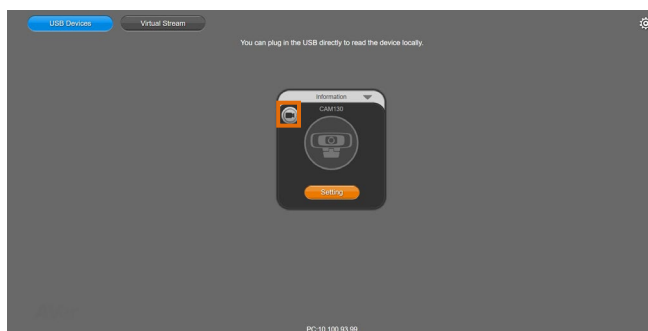 USB Devices
Virtual Stream
You can plug in the USB directly to read the device locally.
Information
CAM130
Setting
PC:10.100.93.99